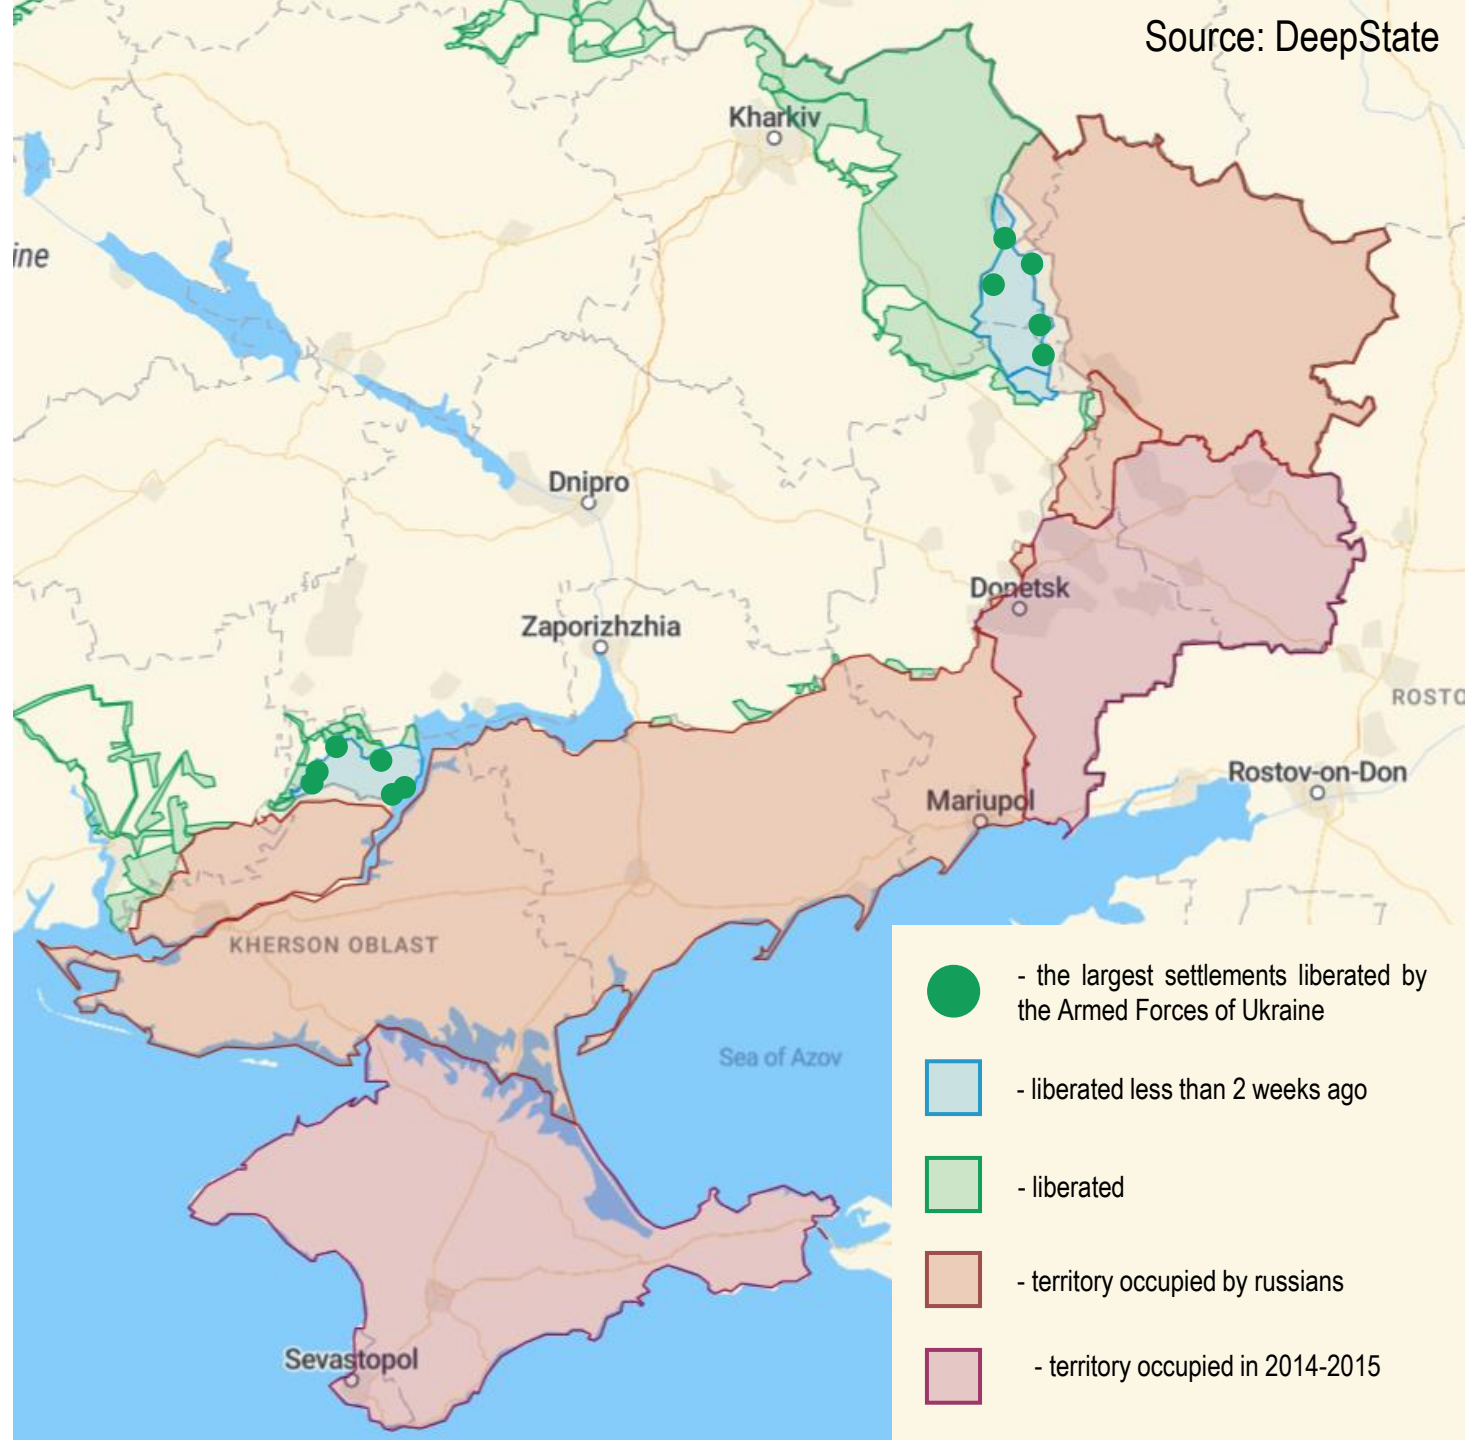 Source: DeepState
Kharkiv
ine
Dnipro
Donetsk
Zaporizhzhia
ROSTO
Rostov-on-Don
Mariupol
KHERSON OBLAST
Sea of Azov
Sevastopol
- the largest settlements liberated by
the Armed Forces of Ukraine
- liberated less than 2 weeks ago
- liberated
- territory occupied by russians
- territory occupied in 2014-2015